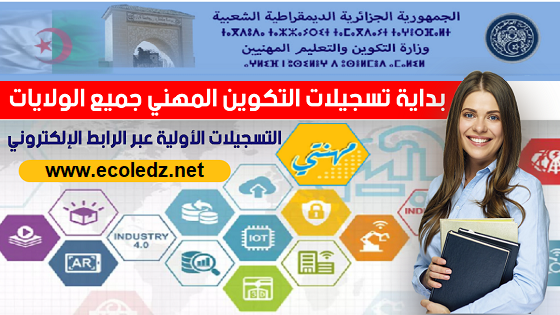 الجمهورية الجزائرية الديمقراطية الشعبية
وزارة التكوين والتعليم المهنيين
بداية تسجيلات التكوين المهني جميع الولايات
التسجيلات الأولية عبر الرابط الإلكتروني
مهنتي
www.ecoledz.net
INDUSTRY
4.0
IOT
AR